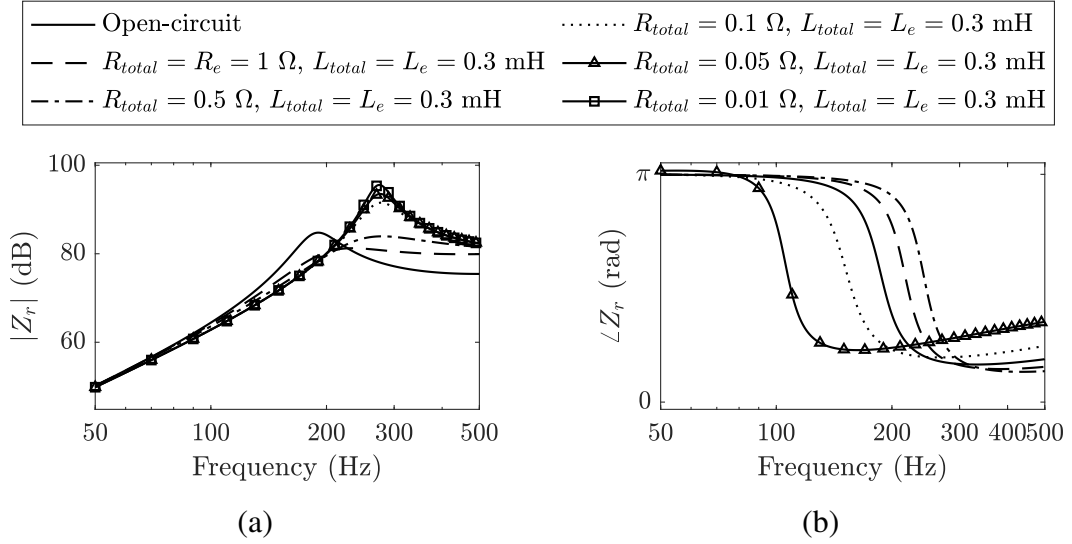 Open-circuit
R_total = R_e = 1 Ω, L_total = L_e = 0.3 mH
R_total = 0.5 Ω, L_total = L_e = 0.3 mH
R_total = 0.1 Ω, L_total = L_e = 0.3 mH
R_total = 0.05 Ω, L_total = L_e = 0.3 mH
R_total = 0.01 Ω, L_total = L_e = 0.3 mH
|Z_r| (dB)
100
80
60
50 100 200 300 500
Frequency (Hz)
(a)
∠Z_r (rad)
π
0
50 100 200 300 400 500
Frequency (Hz)
(b)